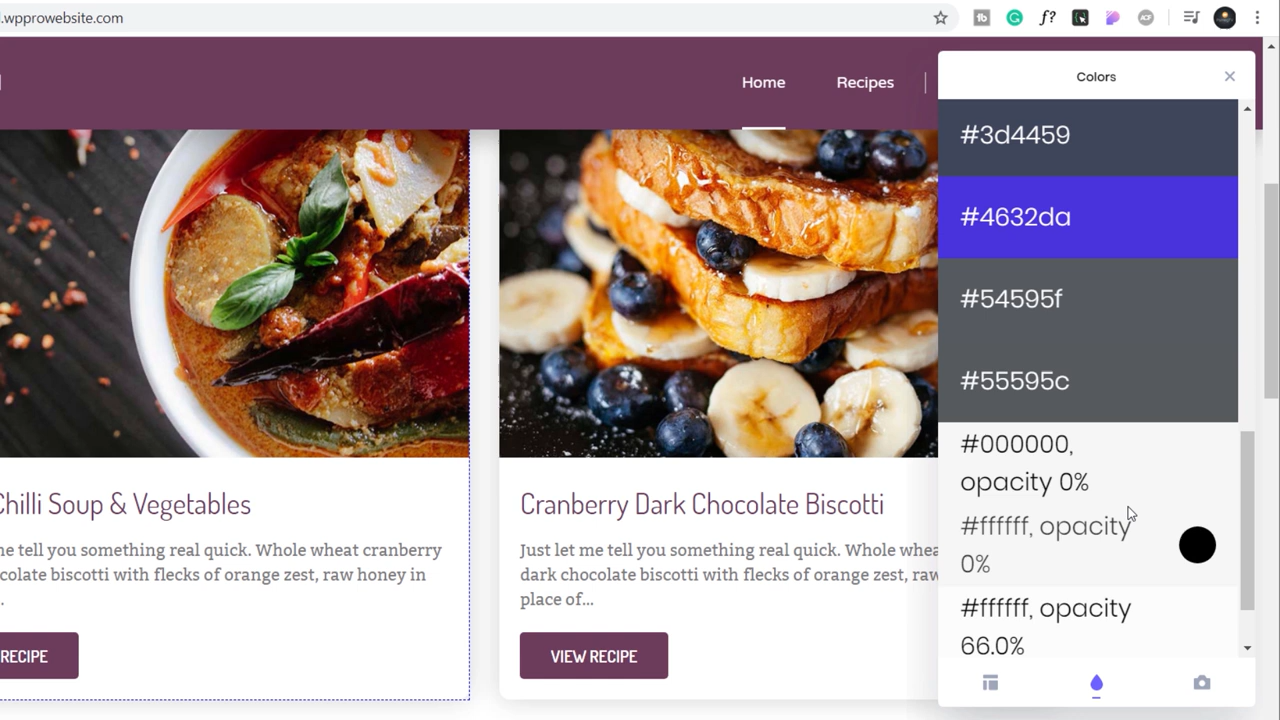 .wpprowebsite.com
f?
Home
Recipes
Colors
#3d4459
#4632da
#54595f
#55595c
#000000,
opacity 0%
#ffffff, opacity
0%
#ffffff, opacity
66.0%
Chilli Soup & Vegetables
me tell you something real quick. Whole wheat cranberry
colate biscotti with flecks of orange zest, raw honey in
.
RECIPE
Cranberry Dark Chocolate Biscotti
Just let me tell you something real quick. Whole whea
dark chocolate biscotti with flecks of orange zest, raw
place of...
VIEW RECIPE